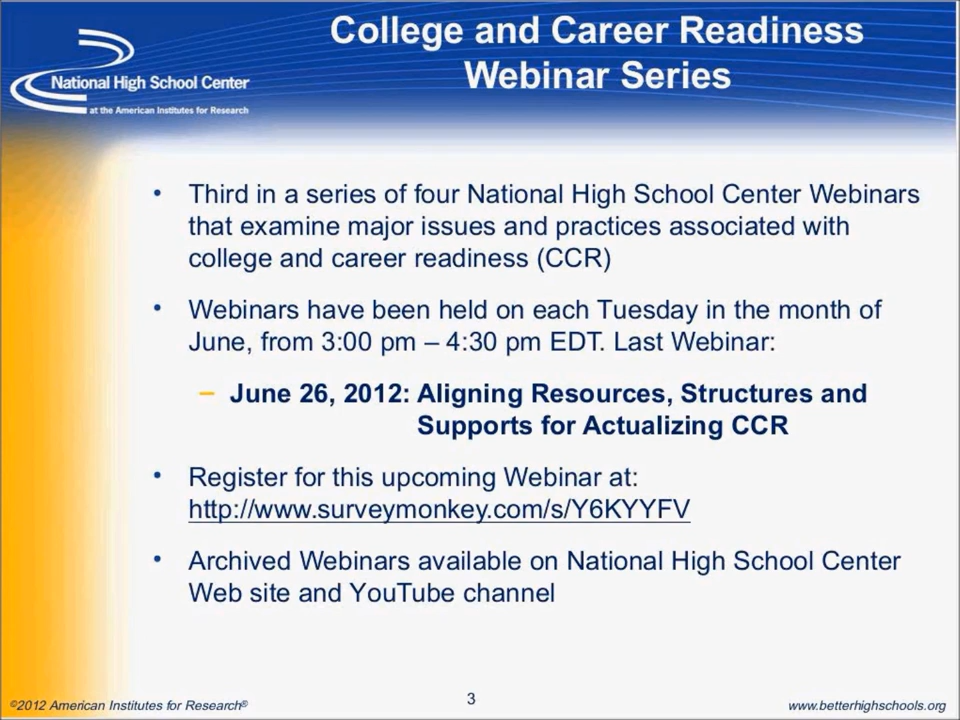 College and Career Readiness
Webinar Series
National High School Center
at the American Institutes for Research
• Third in a series of four National High School Center Webinars
that examine major issues and practices associated with
college and career readiness (CCR)
• Webinars have been held on each Tuesday in the month of
June, from 3:00 pm – 4:30 pm EDT. Last Webinar:
– June 26, 2012: Aligning Resources, Structures and
Supports for Actualizing CCR
• Register for this upcoming Webinar at:
http://www.surveymonkey.com/s/Y6KYYFV
• Archived Webinars available on National High School Center
Web site and YouTube channel
©2012 American Institutes for Research®
3
www.betterhighschools.org